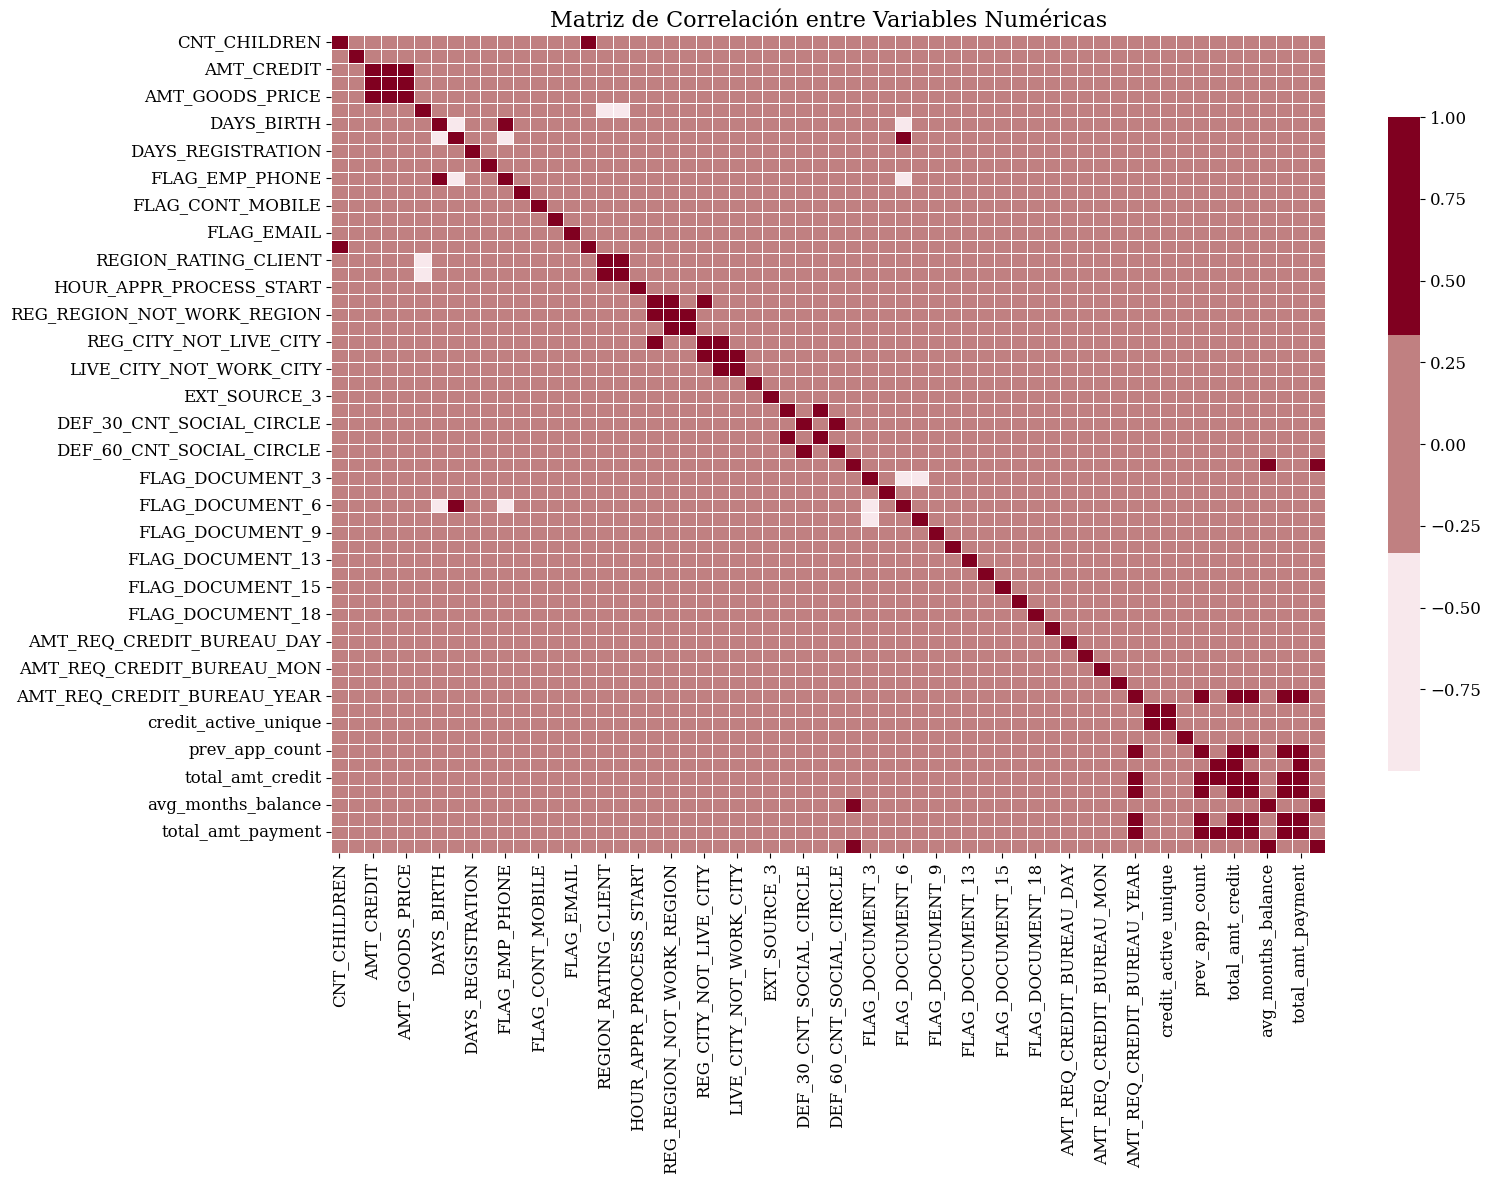 Matriz de Correlación entre Variables Numéricas
CNT_CHILDREN
AMT_CREDIT
AMT_GOODS_PRICE
DAYS_BIRTH
DAYS_REGISTRATION
FLAG_EMP_PHONE
FLAG_CONT_MOBILE
FLAG_EMAIL
REGION_RATING_CLIENT
HOUR_APPR_PROCESS_START
REG_REGION_NOT_WORK_REGION
REG_CITY_NOT_LIVE_CITY
LIVE_CITY_NOT_WORK_CITY
EXT_SOURCE_3
DEF_30_CNT_SOCIAL_CIRCLE
DEF_60_CNT_SOCIAL_CIRCLE
FLAG_DOCUMENT_3
FLAG_DOCUMENT_6
FLAG_DOCUMENT_9
FLAG_DOCUMENT_13
FLAG_DOCUMENT_15
FLAG_DOCUMENT_18
AMT_REQ_CREDIT_BUREAU_DAY
AMT_REQ_CREDIT_BUREAU_MON
AMT_REQ_CREDIT_BUREAU_YEAR
credit_active_unique
prev_app_count
total_amt_credit
avg_months_balance
total_amt_payment
CNT_CHILDREN
AMT_CREDIT
AMT_GOODS_PRICE
DAYS_BIRTH
DAYS_REGISTRATION
FLAG_EMP_PHONE
FLAG_CONT_MOBILE
FLAG_EMAIL
REGION_RATING_CLIENT
HOUR_APPR_PROCESS_START
REG_REGION_NOT_WORK_REGION
REG_CITY_NOT_LIVE_CITY
LIVE_CITY_NOT_WORK_CITY
EXT_SOURCE_3
DEF_30_CNT_SOCIAL_CIRCLE
DEF_60_CNT_SOCIAL_CIRCLE
FLAG_DOCUMENT_3
FLAG_DOCUMENT_6
FLAG_DOCUMENT_9
FLAG_DOCUMENT_13
FLAG_DOCUMENT_15
FLAG_DOCUMENT_18
AMT_REQ_CREDIT_BUREAU_DAY
AMT_REQ_CREDIT_BUREAU_MON
AMT_REQ_CREDIT_BUREAU_YEAR
credit_active_unique
prev_app_count
total_amt_credit
avg_months_balance
total_amt_payment
1.00
0.75
0.50
0.25
0.00
−0.25
−0.50
−0.75